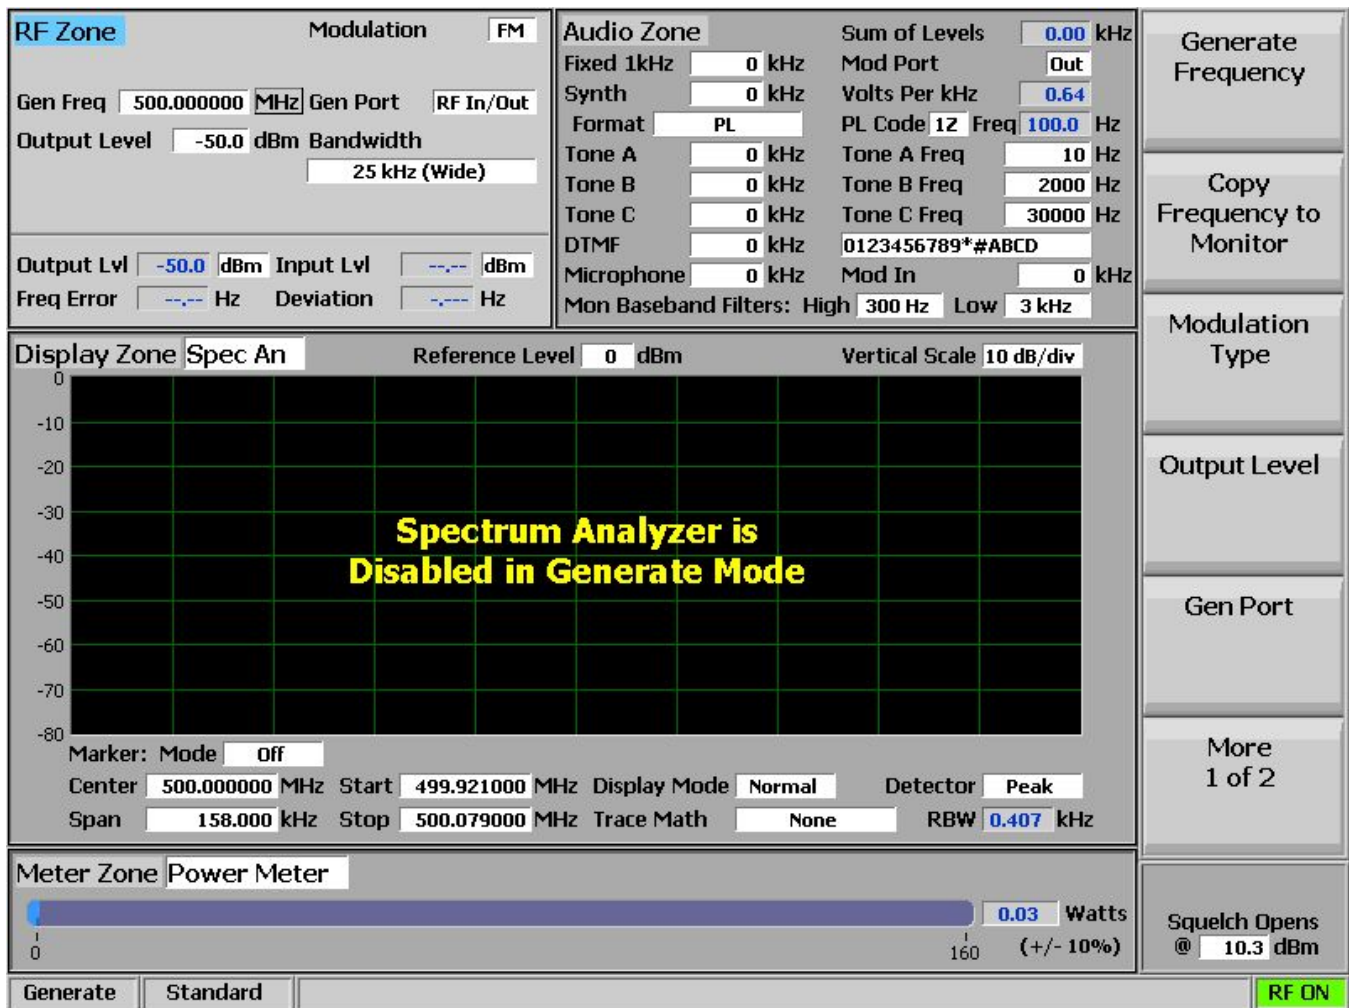 RF Zone Modulation FM
Gen Freq 500.000000 MHz Gen Port RF In/Out
Output Level -50.0 dBm Bandwidth
25 kHz (Wide)
Output Lvl -50.0 dBm Input Lvl --.-- dBm
Freq Error --.-- Hz Deviation -.--- Hz
Audio Zone Sum of Levels 0.00 kHz
Fixed 1kHz 0 kHz Mod Port Out
Synth 0 kHz Volts Per kHz 0.64
Format PL PL Code 1Z Freq 100.0 Hz
Tone A 0 kHz Tone A Freq 10 Hz
Tone B 0 kHz Tone B Freq 2000 Hz
Tone C 0 kHz Tone C Freq 30000 Hz
DTMF 0 kHz 0123456789*#ABCD
Microphone 0 kHz Mod In 0 kHz
Mon Baseband Filters: High 300 Hz Low 3 kHz
Display Zone Spec An Reference Level 0 dBm Vertical Scale 10 dB/div
0
-10
-20
-30
-40
-50
-60
-70
-80
Spectrum Analyzer is
Disabled in Generate Mode
Marker: Mode Off
Center 500.000000 MHz Start 499.921000 MHz Display Mode Normal Detector Peak
Span 158.000 kHz Stop 500.079000 MHz Trace Math None RBW 0.407 kHz
Meter Zone Power Meter
0.03 Watts
0 160 (+/- 10%)
Generate
Frequency
Copy
Frequency to
Monitor
Modulation
Type
Output Level
Gen Port
More
1 of 2
Squelch Opens
@ 10.3 dBm
Generate Standard RF ON